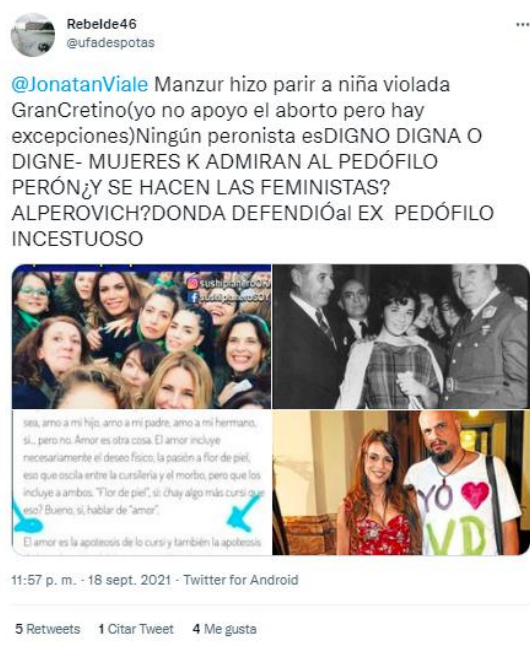 Rebelde46
@ufadespotas
@JonatanViale Manzur hizo parir a niña violada
GranCretino(yo no apoyo el aborto pero hay
excepciones)Ningún peronista esDIGNO DIGNA O
DIGNE- MUJERES K ADMIRAN AL PEDÓFILO
PERÓN¿Y SE HACEN LAS FEMINISTAS?
ALPEROVICH?DONDA DEFENDIÓal EX PEDÓFILO
INCESTUOSO
sea, amo a mi hijo, amo a mi padre, amo a mi hermano,
sí... pero no. Amor es otra cosa. El amor incluye
necesariamente el deseo físico, la pasión a flor de piel,
eso que oscila entre la cursilería y el morbo, pero que los
incluye a ambos. "Flor de piel", sí: ¿hay algo más cursi que
eso? Bueno, sí, hablar de "amor".
El amor es la apoteosis de lo cursi y también la apoteosis
YO
VD
11:57 p. m. · 18 sept. 2021 · Twitter for Android
5 Retweets 1 Citar Tweet 4 Me gusta